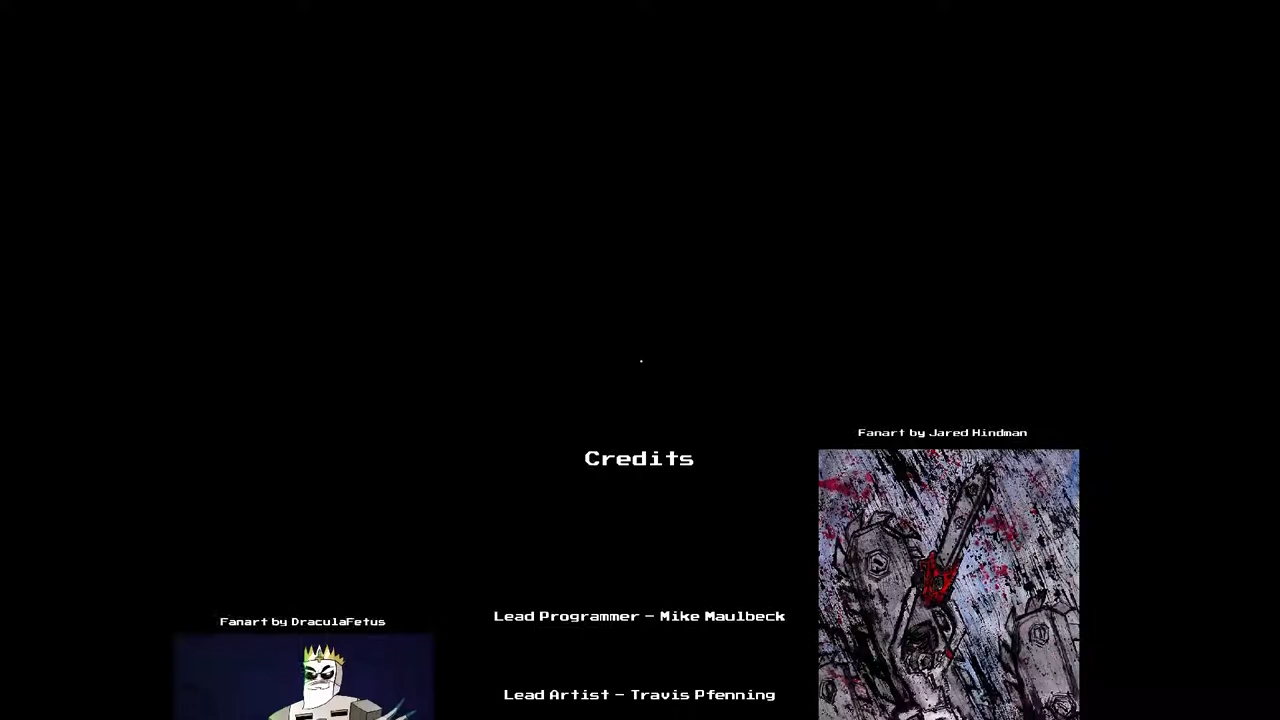 Fanart by Jared Hindman
Credits
Lead Programmer - Mike Maulbeck
Fanart by DraculaFetus
Lead Artist - Travis Pfenning